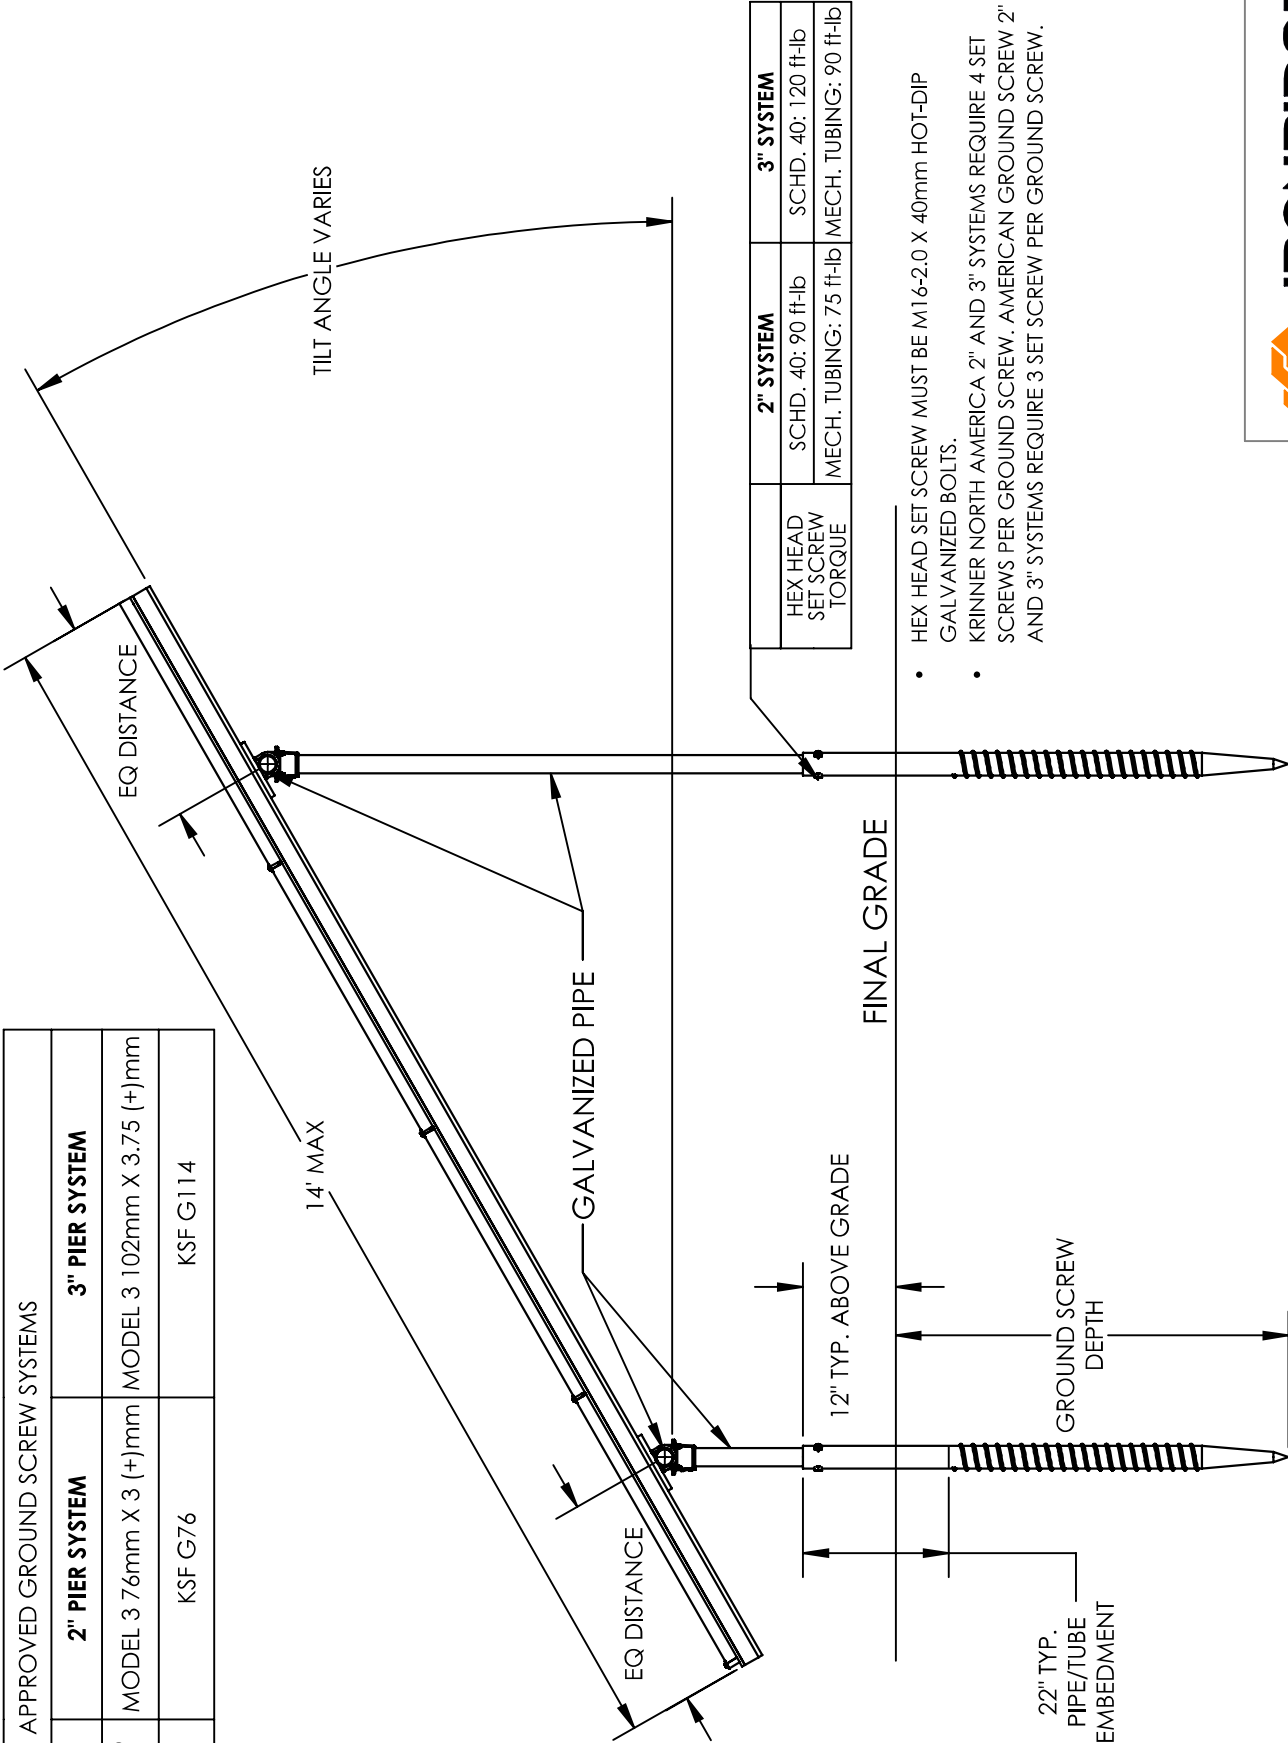 APPROVED GROUND SCREW SYSTEMS
2" PIER SYSTEM
3" PIER SYSTEM
MODEL 3 76mm X 3 (+)mm
MODEL 3 102mm X 3.75 (+)mm
KSF G76
KSF G114
14' MAX
EQ DISTANCE
EQ DISTANCE
TILT ANGLE VARIES
GALVANIZED PIPE
2" SYSTEM
3" SYSTEM
HEX HEAD
SET SCREW
TORQUE
SCHD. 40: 90 ft-lb
SCHD. 40: 120 ft-lb
MECH. TUBING: 75 ft-lb
MECH. TUBING: 90 ft-lb
FINAL GRADE
12" TYP. ABOVE GRADE
• HEX HEAD SET SCREW MUST BE M16-2.0 X 40mm HOT-DIP
GALVANIZED BOLTS.
• KRINNER NORTH AMERICA 2" AND 3" SYSTEMS REQUIRE 4 SET
SCREWS PER GROUND SCREW. AMERICAN GROUND SCREW 2"
AND 3" SYSTEMS REQUIRE 3 SET SCREW PER GROUND SCREW.
22" TYP.
PIPE/TUBE
EMBEDMENT
GROUND SCREW
DEPTH